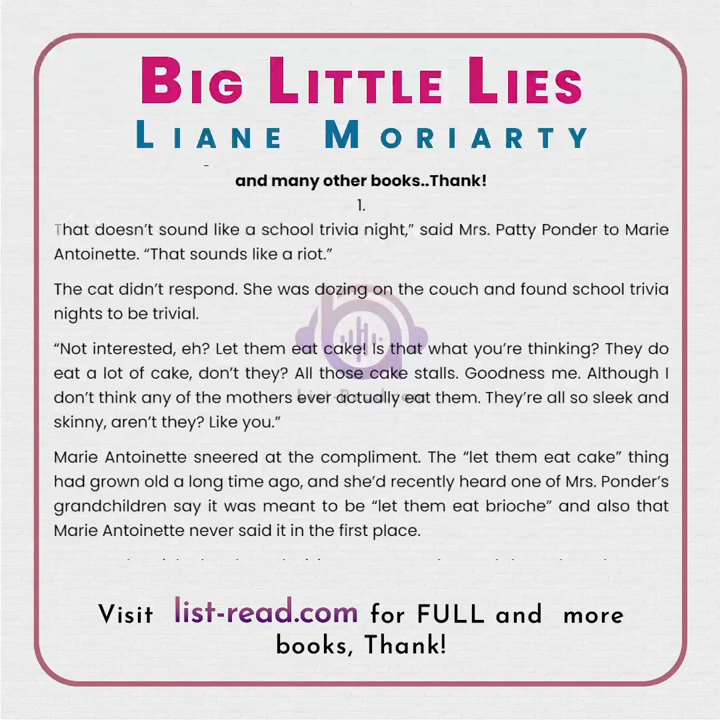 BIG LITTLE LIES
LIANE MORIARTY
and many other books..Thank!
1.
That doesn’t sound like a school trivia night,” said Mrs. Patty Ponder to Marie
Antoinette. “That sounds like a riot.”
The cat didn’t respond. She was dozing on the couch and found school trivia
nights to be trivial.
“Not interested, eh? Let them eat cake! Is that what you’re thinking? They do
eat a lot of cake, don’t they? All those cake stalls. Goodness me. Although I
don’t think any of the mothers ever actually eat them. They’re all so sleek and
skinny, aren’t they? Like you.”
Marie Antoinette sneered at the compliment. The “let them eat cake” thing
had grown old a long time ago, and she’d recently heard one of Mrs. Ponder’s
grandchildren say it was meant to be “let them eat brioche” and also that
Marie Antoinette never said it in the first place.
Visit list-read.com for FULL and more
books, Thank!